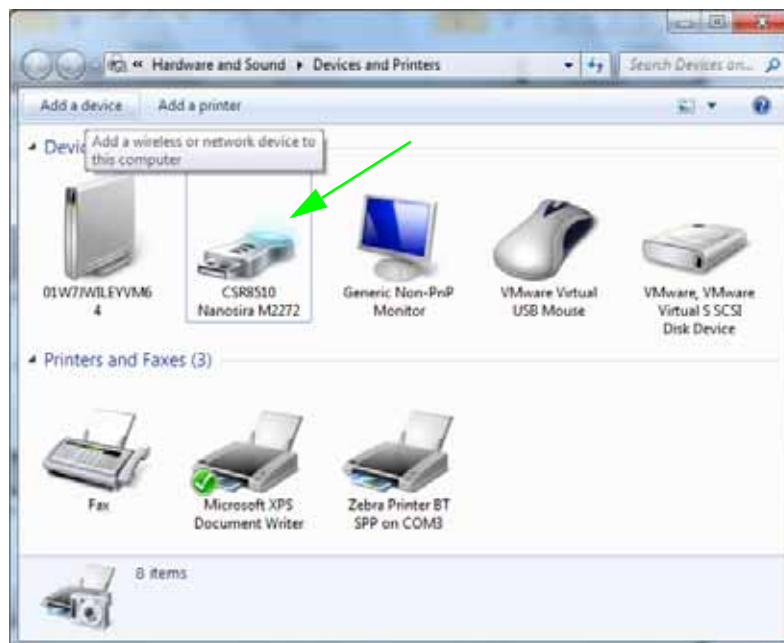 « Hardware and Sound ▸ Devices and Printers
Search Devices an...
Add a device
Add a printer
Devic
Add a wireless or network device to
this computer
01W7JWILEYVM6
4
CSR8510
Nanosira M2272
Generic Non-PnP
Monitor
VMware Virtual
USB Mouse
VMware, VMware
Virtual S SCSI
Disk Device
Printers and Faxes (3)
Fax
Microsoft XPS
Document Writer
Zebra Printer BT
SPP on COM3
8 items